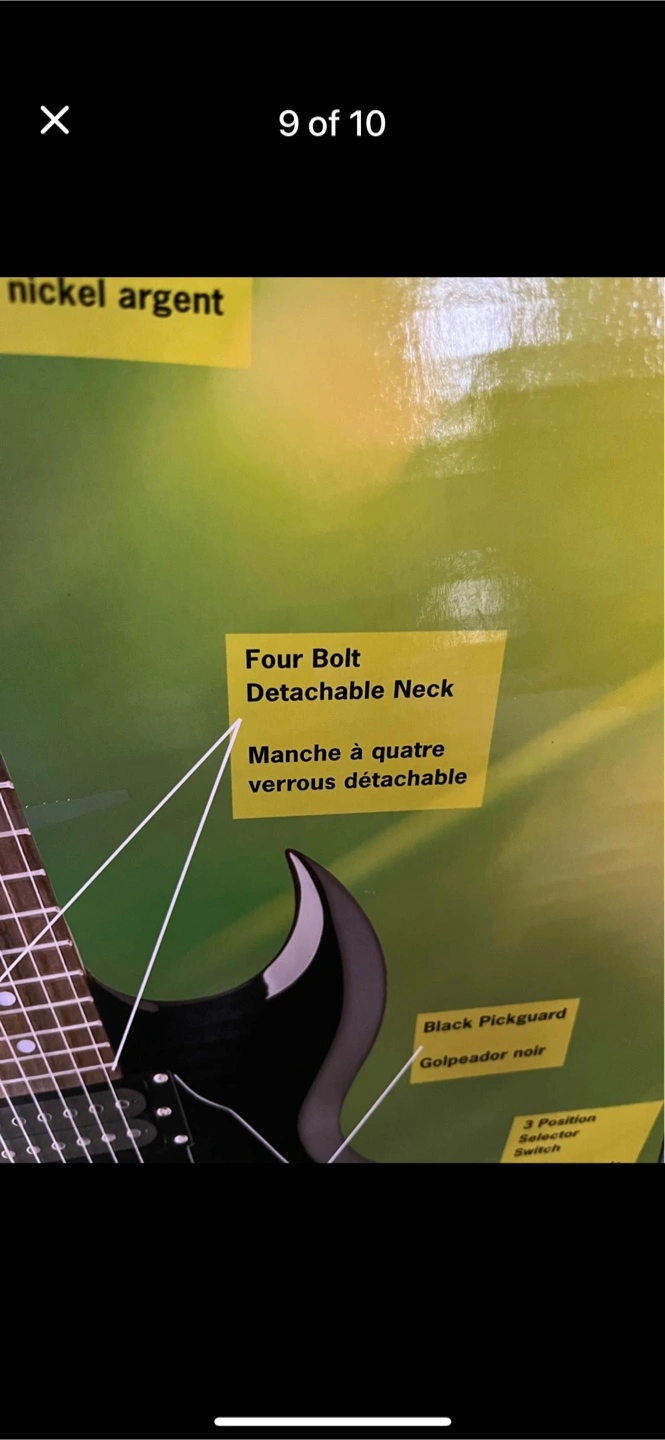 9 of 10
nickel argent
Four Bolt
Detachable Neck
Manche à quatre
verrous détachable
Black Pickguard
Golpeador noir
3 Position
Selector
Switch